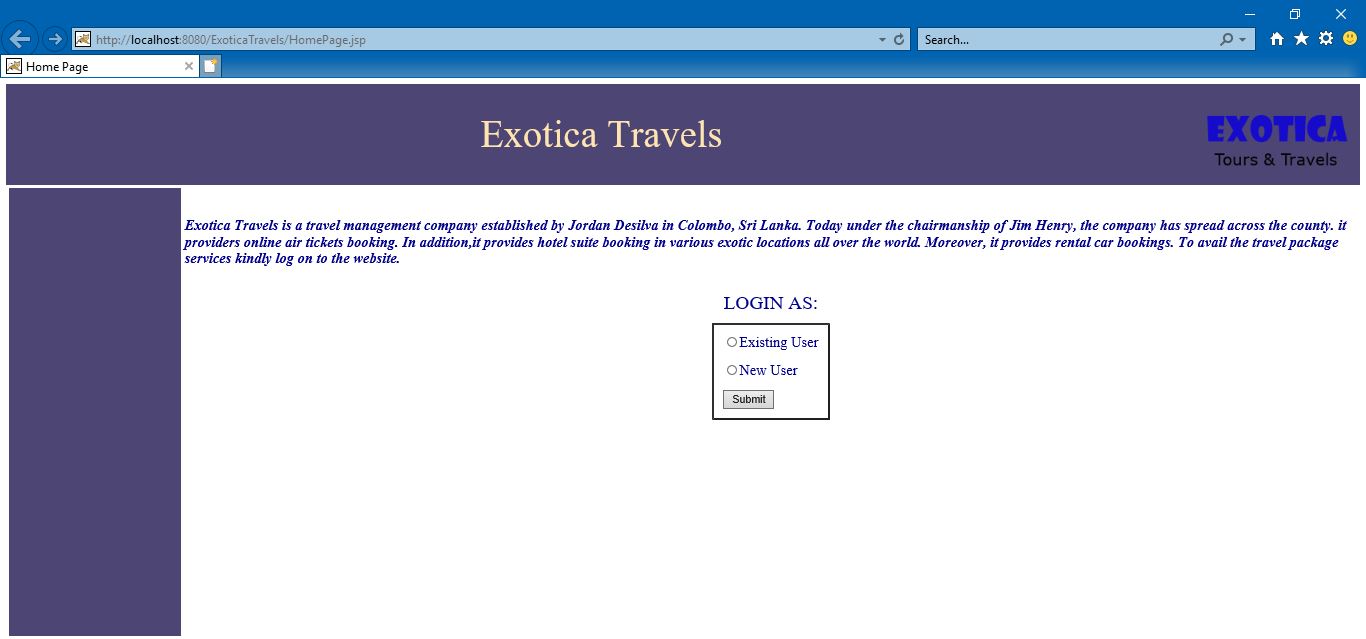 http://localhost:8080/ExoticaTravels/HomePage.jsp
Search...
Home Page
Exotica Travels
EXOTICA
Tours & Travels
Exotica Travels is a travel management company established by Jordan Desilva in Colombo, Sri Lanka. Today under the chairmanship of Jim Henry, the company has spread across the county. it
providers online air tickets booking. In addition,it provides hotel suite booking in various exotic locations all over the world. Moreover, it provides rental car bookings. To avail the travel package
services kindly log on to the website.
LOGIN AS:
Existing User
New User
Submit